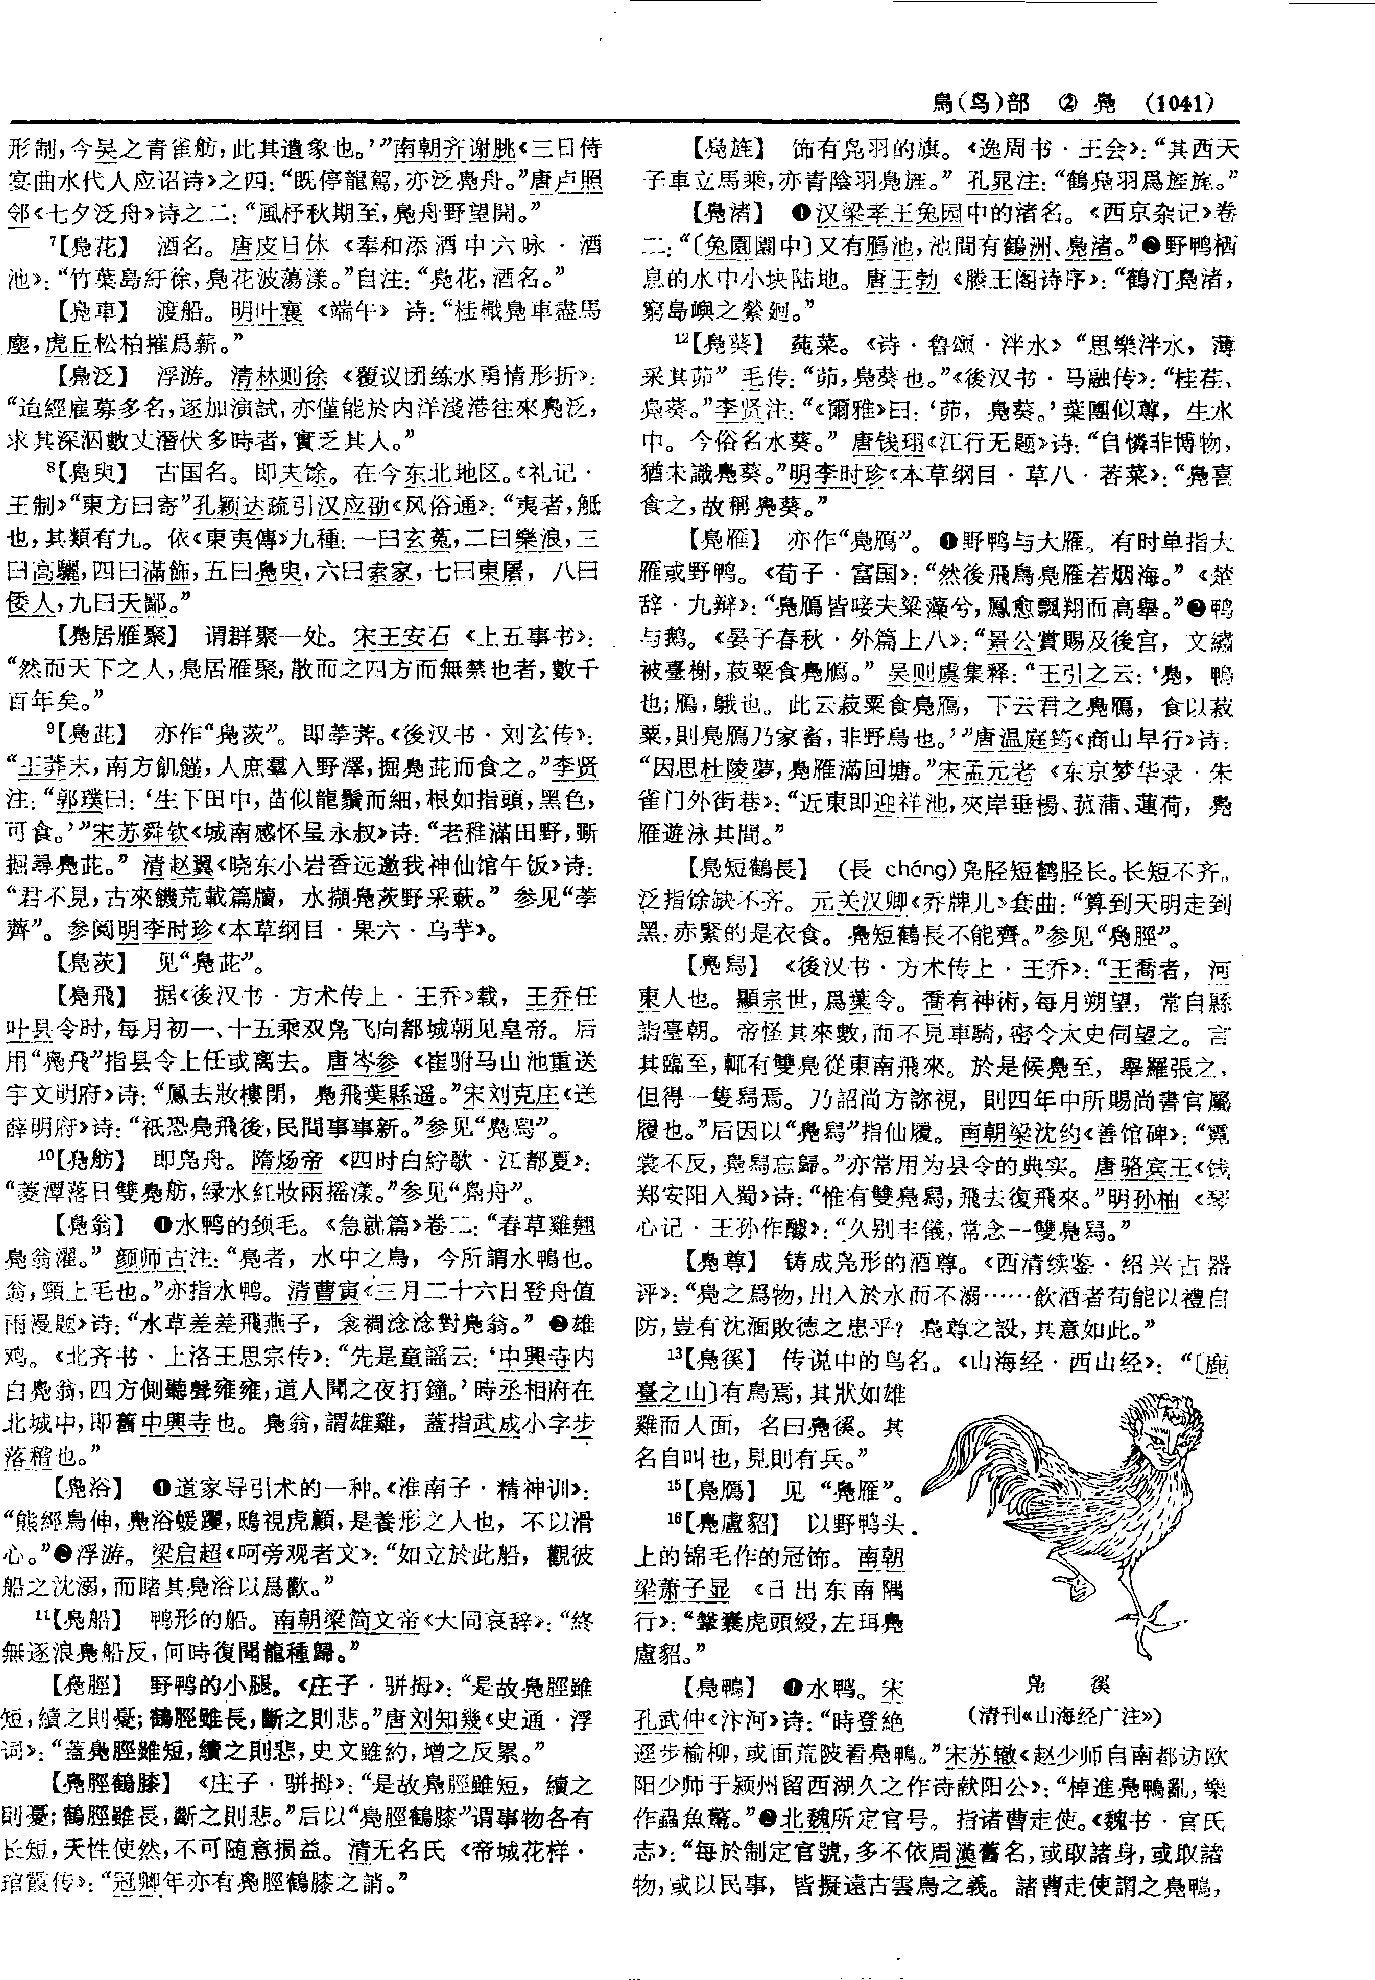 鳥(鸟)部　② 鳧　(1041)
形制，今吴之青雀舫，此其遺象也。’”南朝齐谢朓《三日侍
宴曲水代人应诏诗》之四：“既停龍駕，亦泛鳧舟。”唐卢照
邻《七夕泛舟》诗之二：“風杼秋期至，鳧舟野望開。”
7【鳧花】　酒名。唐皮日休《奉和添酒中六咏·酒
池》：“竹葉島紆徐，鳧花波蕩漾。”自注：“鳧花，酒名。”
【鳧車】　渡船。明叶襄《端午》诗：“桂檝鳧車盡馬
塵，虎丘松柏摧爲薪。”
【鳧泛】　浮游。清林则徐《覆议团练水勇情形折》：
“迨經雇募多名，逐加演試，亦僅能於内洋淺港往來鳧泛，
求其深洇數丈潛伏多時者，實乏其人。”
8【鳧臾】　古国名。即夫馀。在今东北地区。《礼记·
王制》“東方曰寄”孔颖达疏引汉应劭《风俗通》：“夷者，觝
也，其類有九。依《東夷傳》九種：一曰玄菟，二曰樂浪，三
曰高驪，四曰滿飾，五曰鳧臾，六曰索家，七曰東屠，八曰
倭人，九曰天鄙。”
【鳧居雁聚】　谓群聚一处。宋王安石《上五事书》：
“然而天下之人，鳧居雁聚，散而之四方而無禁也者，數千
百年矣。”
9【鳧茈】　亦作“鳧茨”。即荸荠。《後汉书·刘玄传》：
“王莽末，南方飢饉，人庶羣入野澤，掘鳧茈而食之。”李贤
注：“郭璞曰：‘生下田中，苗似龍鬚而細，根如指頭，黑色，
可食。’”宋苏舜钦《城南感怀呈永叔》诗：“老稚滿田野，斲
掘尋鳧茈。”清赵翼《晓东小岩香远邀我神仙馆午饭》诗：
“君不見，古來饑荒載篇牘，水擷鳧茨野采蔌。”参见“荸
薺”。参阅明李时珍《本草纲目·果六·乌芋》。
【鳧茨】　见“鳧茈”。
【鳧飛】　据《後汉书·方术传上·王乔》载，王乔任
叶县令时，每月初一、十五乘双凫飞向都城朝见皇帝。后
用“鳧飛”指县令上任或离去。唐岑参《崔驸马山池重送
宇文明府》诗：“鳳去妝樓閉，鳧飛葉縣遥。”宋刘克庄《送
薛明府》诗：“祇恐鳧飛後，民間事事新。”参见“鳧舄”。
10【鳧舫】　即凫舟。隋炀帝《四时白紵歌·江都夏》：
“菱潭落日雙鳧舫，緑水紅妝兩摇漾。”参见“鳧舟”。
【鳧翁】　❶水鸭的颈毛。《急就篇》卷二：“春草雞翹
鳧翁濯。”颜师古注：“鳧者，水中之鳥，今所謂水鴨也。
翁，頸上毛也。”亦指水鸭。清曹寅《三月二十六日登舟值
雨漫题》诗：“水草差差飛燕子，衾裯淰淰對鳧翁。”❷雄
鸡。《北齐书·上洛王思宗传》：“先是童謡云：‘中興寺内
白鳧翁，四方側聽聲雍雍，道人聞之夜打鐘。’時丞相府在
北城中，即舊中興寺也。鳧翁，謂雄雞，蓋指武成小字步
落稽也。”
【鳧浴】　❶道家导引术的一种。《淮南子·精神训》：
“熊經鳥伸，鳧浴蝯躩，鴟視虎顧，是養形之人也，不以滑
心。”❷浮游。梁启超《呵旁观者文》：“如立於此船，觀彼
船之沈溺，而睹其鳧浴以爲歡。”
11【鳧船】　鸭形的船。南朝梁简文帝《大同哀辞》：“終
無逐浪鳧船反，何時復聞龍種歸。”
【鳧脛】　野鸭的小腿。《庄子·骈拇》：“是故鳧脛雖
短，續之則憂；鶴脛雖長，斷之則悲。”唐刘知幾《史通·浮
词》：“蓋鳧脛雖短，續之則悲，史文雖約，增之反累。”
【鳧脛鶴膝】　《庄子·骈拇》：“是故鳧脛雖短，續之
則憂；鶴脛雖長，斷之則悲。”后以“鳧脛鶴膝”谓事物各有
长短，天性使然，不可随意损益。清无名氏《帝城花样·
琯霞传》：“冠卿年亦有鳧脛鶴膝之誚。”
【鳧旌】　饰有凫羽的旗。《逸周书·王会》：“其西天
子車立馬乘，亦青陰羽鳧旌。”孔晁注：“鶴鳧羽爲旌旄。”
【鳧渚】　❶汉梁孝王兔园中的渚名。《西京杂记》卷
二：“〔兔園園中〕又有鴈池，池間有鶴洲、鳧渚。”❷野鸭栖
息的水中小块陆地。唐王勃《滕王阁诗序》：“鶴汀鳧渚，
窮島嶼之縈迴。”
12【鳧葵】　莼菜。《诗·鲁颂·泮水》“思樂泮水，薄
采其茆”毛传：“茆，鳧葵也。”《後汉书·马融传》：“桂荏、
鳧葵。”李贤注：“《爾雅》曰：‘茆，鳧葵。’葉團似蓴，生水
中。今俗名水葵。”唐钱珝《江行无题》诗：“自憐非博物，
猶未識鳧葵。”明李时珍《本草纲目·草八·莕菜》：“鳧喜
食之，故稱鳧葵。”
【鳧雁】　亦作“鳧鴈”。❶野鸭与大雁。有时单指大
雁或野鸭。《荀子·富国》：“然後飛鳥鳧雁若烟海。”《楚
辞·九辩》：“鳧鴈皆唼夫粱藻兮，鳳愈飄翔而高舉。”❷鸭
与鹅。《晏子春秋·外篇上八》：“景公賞賜及後宫，文繡
被臺榭，菽粟食鳧鴈。”吴则虞集释：“王引之云：‘鳧，鴨
也；鴈，鵝也。此云菽粟食鳧鴈，下云君之鳧鴈，食以菽
粟，則鳧鴈乃家畜，非野鳥也。’”唐温庭筠《商山早行》诗：
“因思杜陵夢，鳧雁滿回塘。”宋孟元老《东京梦华录·朱
雀门外街巷》：“近東即迎祥池，夾岸垂楊、菰蒲、蓮荷，鳧
雁遊泳其間。”
【鳧短鶴長】　(長 cháng)凫胫短鹤胫长。长短不齐。
泛指馀缺不齐。元关汉卿《乔牌儿》套曲：“算到天明走到
黑，赤緊的是衣食。鳧短鶴長不能齊。”参见“鳧脛”。
【鳧舄】　《後汉书·方术传上·王乔》：“王喬者，河
東人也。顯宗世，爲葉令。喬有神術，每月朔望，常自縣
詣臺朝。帝怪其來數，而不見車騎，密令太史伺望之。言
其臨至，輒有雙鳧從東南飛來。於是候鳧至，舉羅張之，
但得一隻舄焉。乃詔尚方診視，則四年中所賜尚書官屬
履也。”后因以“鳧舄”指仙履。南朝梁沈约《善馆碑》：“霓
裳不反，鳧舄忘歸。”亦常用为县令的典实。唐骆宾王《饯
郑安阳入蜀》诗：“惟有雙鳧舄，飛去復飛來。”明孙柚《琴
心记·王孙作醵》：“久别丰儀，常念一雙鳧舄。”
【鳧尊】　铸成凫形的酒尊。《西清续鉴·绍兴古器
评》：“鳧之爲物，出入於水而不溺……飲酒者苟能以禮自
防，豈有沈湎敗德之患乎？鳧尊之設，其意如此。”
13【鳧徯】　传说中的鸟名。《山海经·西山经》：“〔鹿
臺之山〕有鳥焉，其狀如雄
雞而人面，名曰鳧徯。其
名自叫也，見則有兵。”
15【鳧鴈】　见“鳧雁”。
16【鳧盧貂】　以野鸭头
上的锦毛作的冠饰。南朝
梁萧子显《日出东南隅
行》：“鞶囊虎頭綬，左珥鳧
盧貂。”
【鳧鴨】　❶水鸭。宋
孔武仲《汴河》诗：“時登絶
逕步榆柳，或面荒陂看鳧鴨。”宋苏辙《赵少师自南都访欧
阳少师于颍州留西湖久之作诗献阳公》：“棹進鳧鴨亂，樂
作蟲魚驚。”❷北魏所定官号。指诸曹走使。《魏书·官氏
志》：“每於制定官號，多不依周漢舊名，或取諸身，或取諸
物，或以民事，皆擬遠古雲鳥之義。諸曹走使謂之鳧鴨，
鳧　徯
(清刊《山海经广注》)